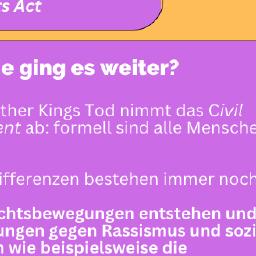 s Act
e ging es weiter?
ther Kings Tod nimmt das Civil
ent ab: formell sind alle Mensche
ifferenzen bestehen immer noch
chtsbewegungen entstehen und
ungen gegen Rassismus und sozi
n wie beispielsweise die